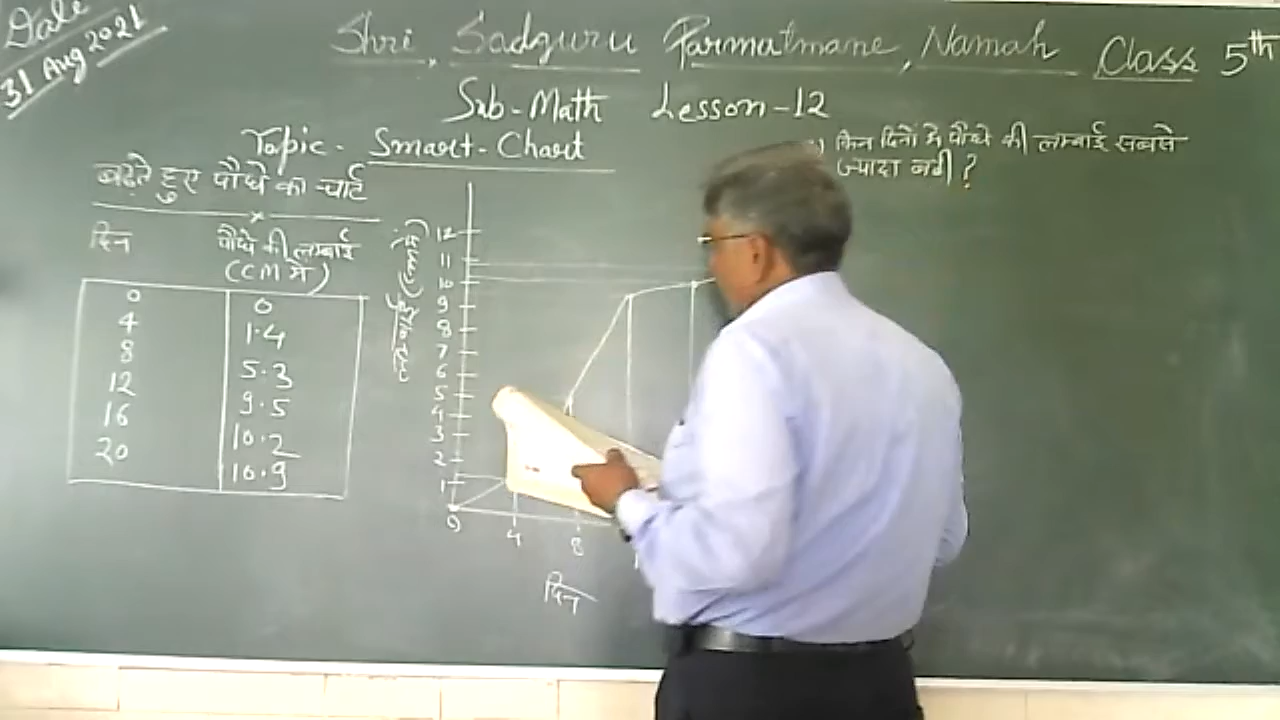 Date
31 Aug 2021
Shri, Sadguru Parmatmane, Namah Class 5th
Sub-Math Lesson-12
Topic- Smart-Chart
बढ़ते हुए पौधे का चार्ट
दिन पौधे की लम्बाई
(CM में)
0 0
4 1.4
8 5.3
12 9.5
16 10.2
20 10.9
12
11
10
9
8
7
6
5
4
3
2
1
0 4 8
दिन
) किन दिनों में पौधे की लम्बाई सबसे
ज्यादा बढ़ी?